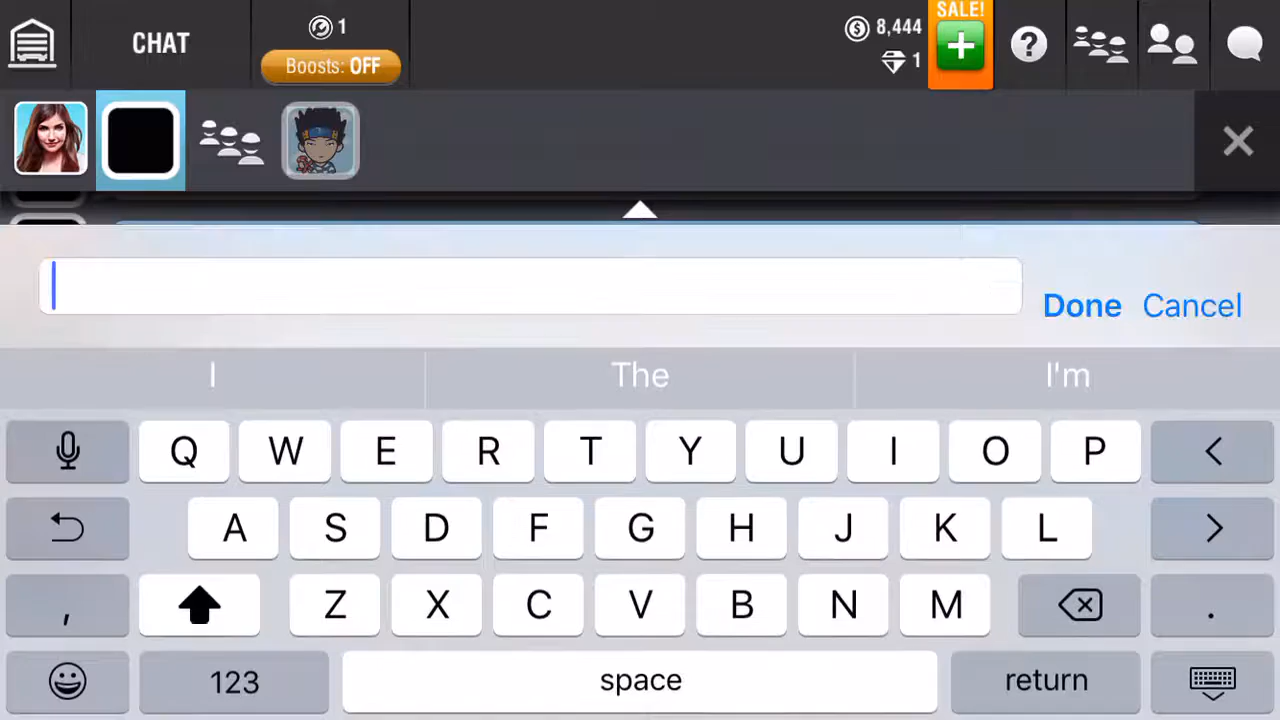 CHAT
1
Boosts: OFF
8,444
1
SALE!
Done
Cancel
I
The
I'm
Q W E R T Y U I O P <
A S D F G H J K L >
, Z X C V B N M .
123
space
return